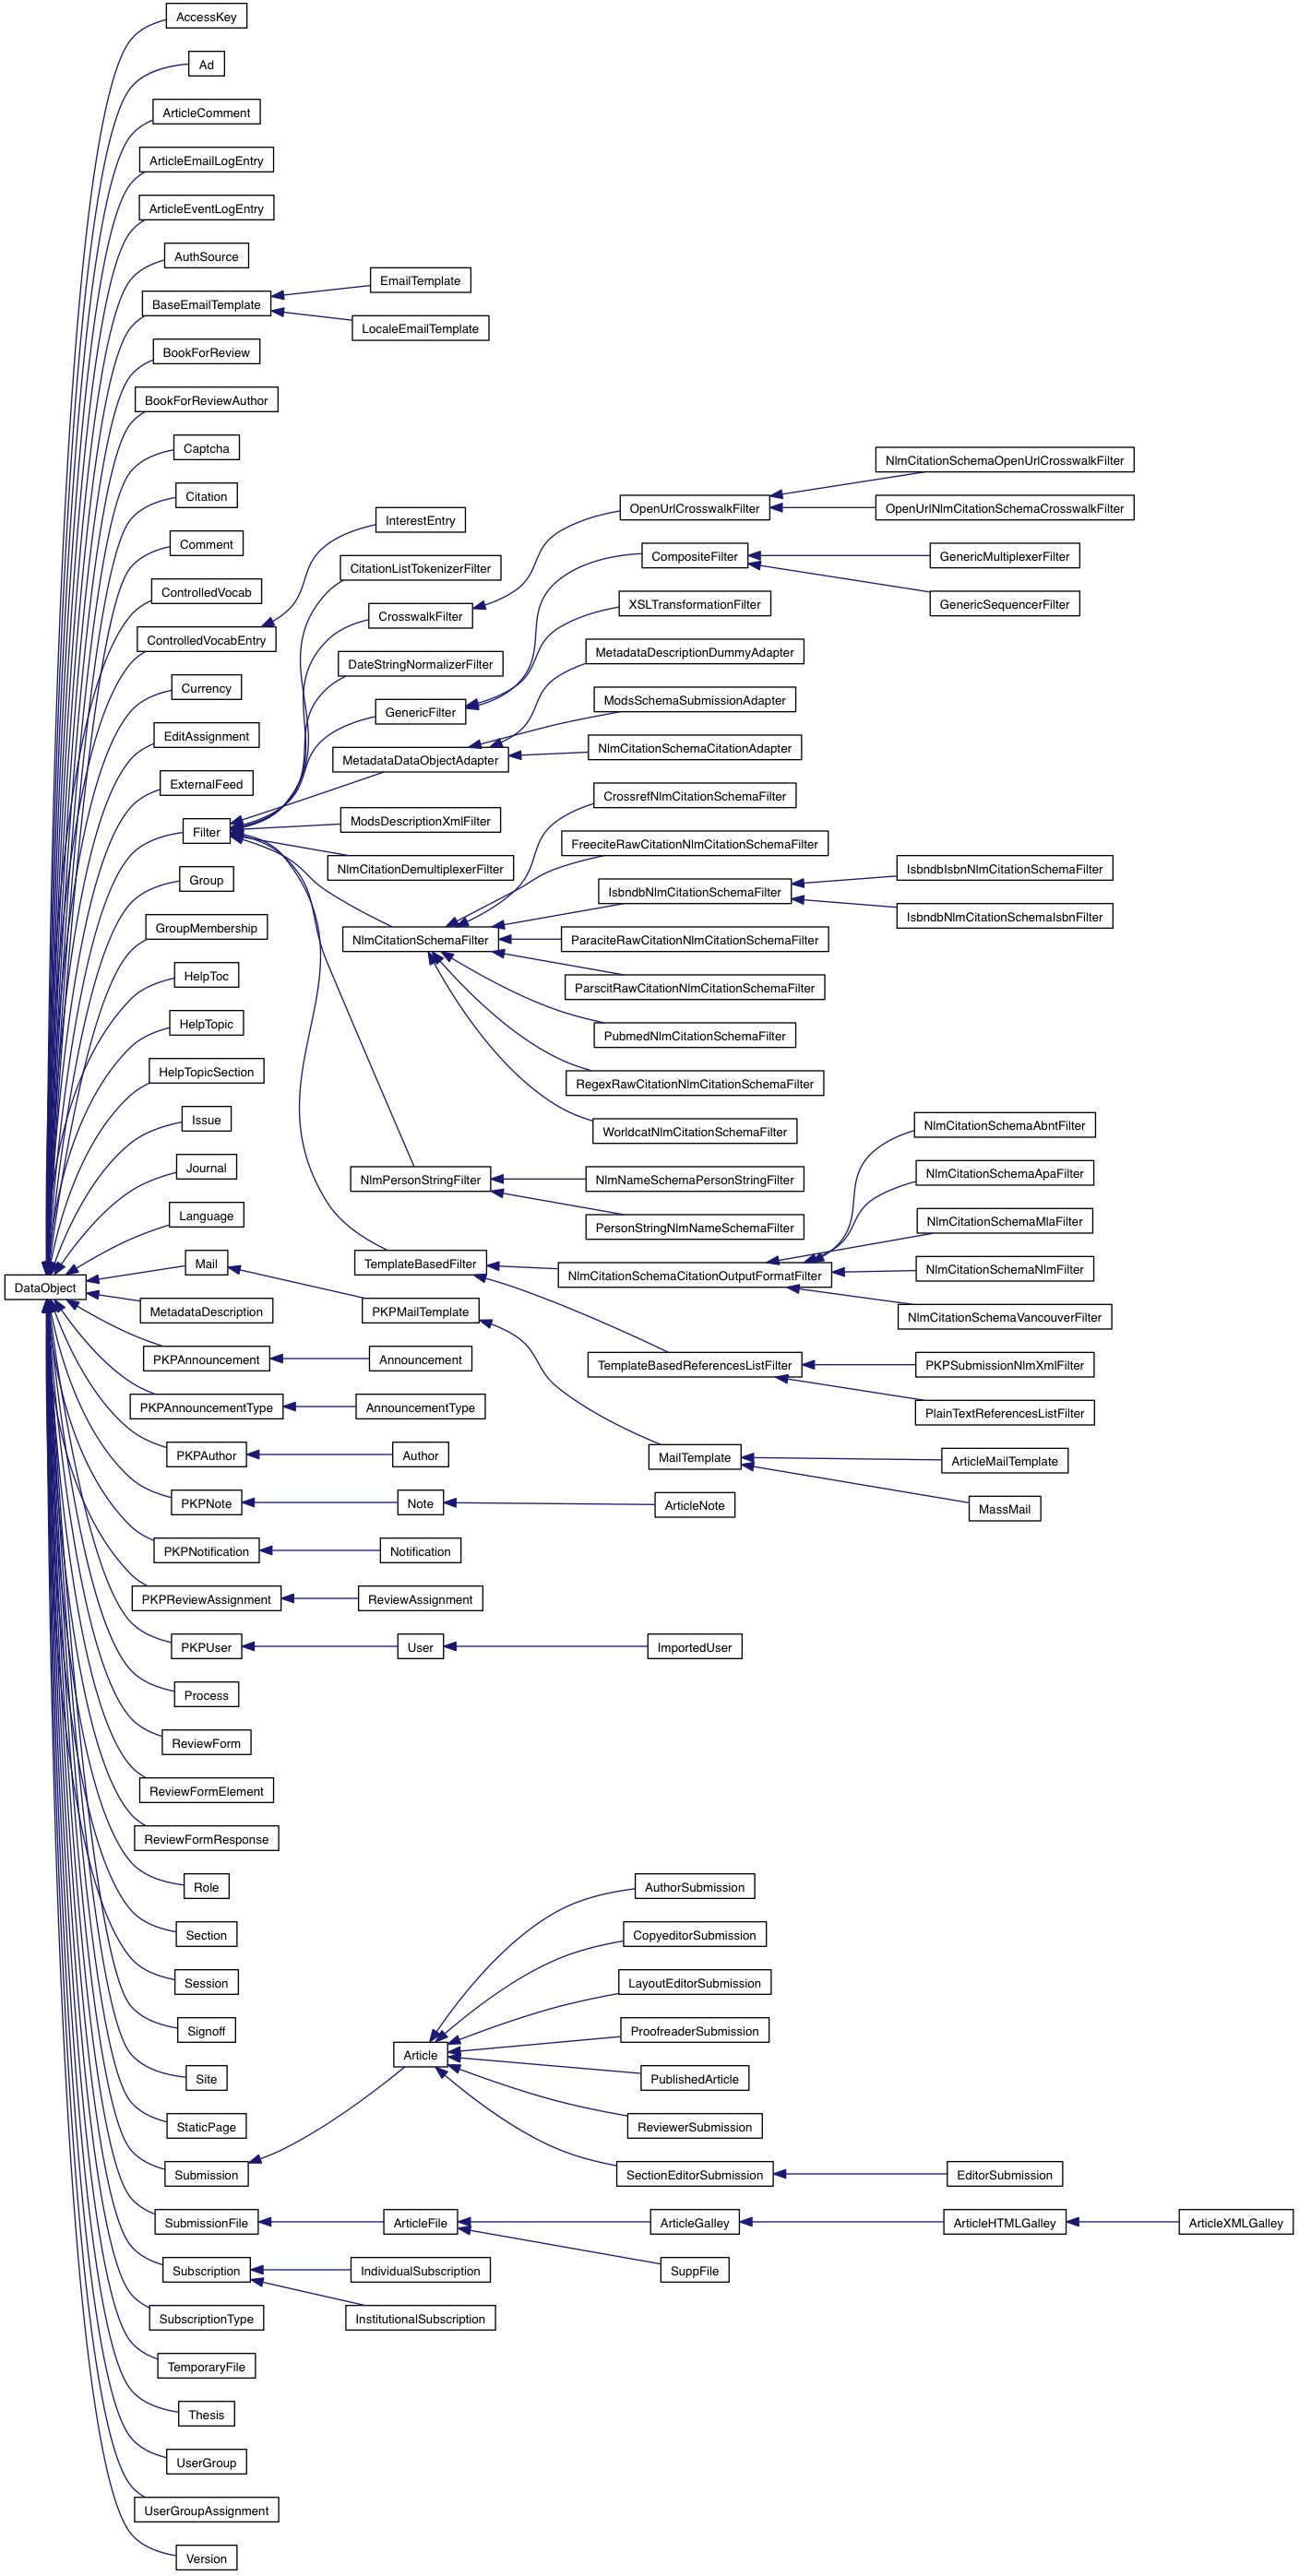 AccessKey
Ad
ArticleComment
ArticleEmailLogEntry
ArticleEventLogEntry
AuthSource
EmailTemplate
BaseEmailTemplate
LocaleEmailTemplate
BookForReview
BookForReviewAuthor
Captcha
NlmCitationSchemaOpenUrlCrosswalkFilter
Citation
OpenUrlCrosswalkFilter
OpenUrlNlmCitationSchemaCrosswalkFilter
InterestEntry
Comment
CompositeFilter
GenericMultiplexerFilter
CitationListTokenizerFilter
ControlledVocab
XSLTransformationFilter
GenericSequencerFilter
CrosswalkFilter
ControlledVocabEntry
MetadataDescriptionDummyAdapter
DateStringNormalizerFilter
Currency
ModsSchemaSubmissionAdapter
GenericFilter
EditAssignment
NlmCitationSchemaCitationAdapter
MetadataDataObjectAdapter
ExternalFeed
CrossrefNlmCitationSchemaFilter
ModsDescriptionXmlFilter
Filter
FreeciteRawCitationNlmCitationSchemaFilter
NlmCitationDemultiplexerFilter
IsbndbIsbnNlmCitationSchemaFilter
Group
IsbndbNlmCitationSchemaFilter
IsbndbNlmCitationSchemaIsbnFilter
GroupMembership
NlmCitationSchemaFilter
ParaciteRawCitationNlmCitationSchemaFilter
HelpToc
ParscitRawCitationNlmCitationSchemaFilter
HelpTopic
PubmedNlmCitationSchemaFilter
HelpTopicSection
RegexRawCitationNlmCitationSchemaFilter
Issue
WorldcatNlmCitationSchemaFilter
NlmCitationSchemaAbntFilter
Journal
NlmPersonStringFilter
NlmNameSchemaPersonStringFilter
NlmCitationSchemaApaFilter
Language
PersonStringNlmNameSchemaFilter
NlmCitationSchemaMlaFilter
Mail
TemplateBasedFilter
NlmCitationSchemaCitationOutputFormatFilter
NlmCitationSchemaNlmFilter
DataObject
MetadataDescription
PKPMailTemplate
NlmCitationSchemaVancouverFilter
PKPAnnouncement
Announcement
TemplateBasedReferencesListFilter
PKPSubmissionNlmXmlFilter
PKPAnnouncementType
AnnouncementType
PlainTextReferencesListFilter
PKPAuthor
Author
MailTemplate
ArticleMailTemplate
PKPNote
Note
ArticleNote
MassMail
PKPNotification
Notification
PKPReviewAssignment
ReviewAssignment
PKPUser
User
ImportedUser
Process
ReviewForm
ReviewFormElement
ReviewFormResponse
Role
AuthorSubmission
Section
CopyeditorSubmission
Session
LayoutEditorSubmission
Signoff
ProofreaderSubmission
Article
Site
PublishedArticle
StaticPage
ReviewerSubmission
Submission
SectionEditorSubmission
EditorSubmission
SubmissionFile
ArticleFile
ArticleGalley
ArticleHTMLGalley
ArticleXMLGalley
Subscription
IndividualSubscription
SuppFile
SubscriptionType
InstitutionalSubscription
TemporaryFile
Thesis
UserGroup
UserGroupAssignment
Version